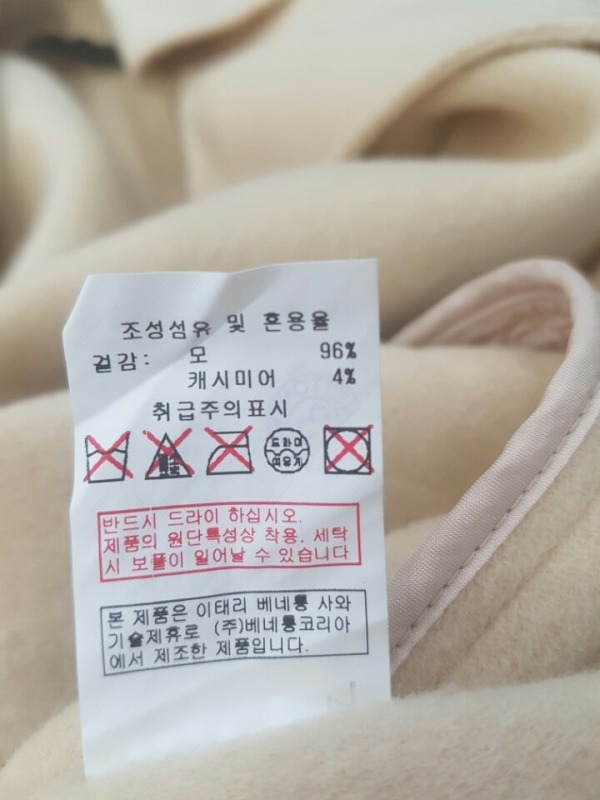 조성섬유 및 혼용율
겉감: 모 96%
캐시미어 4%
취급주의표시
드라이
석유계
반드시 드라이 하십시오.
제품의 원단특성상 착용, 세탁
시 보풀이 일어날 수 있습니다
본 제품은 이태리 베네통 사와
기술제휴로 (주)베네통코리아
에서 제조한 제품입니다.